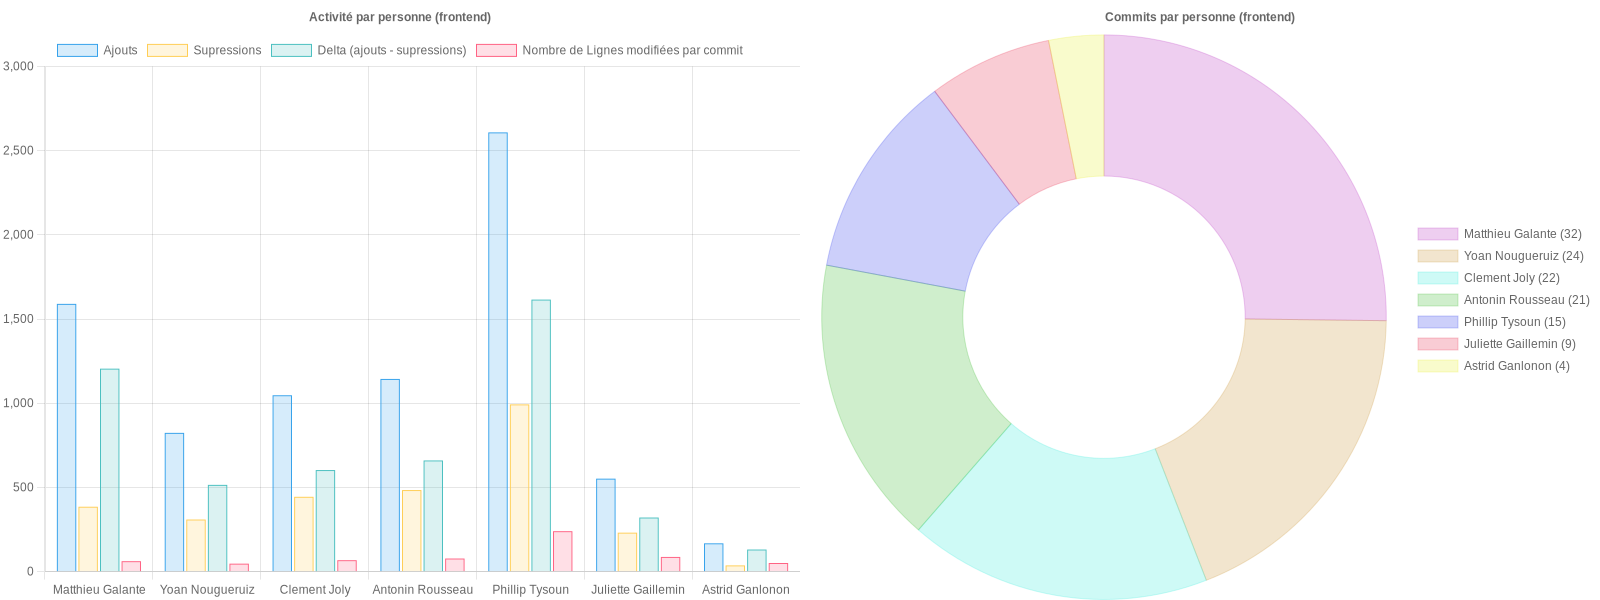 Activité par personne (frontend)
Ajouts Supressions Delta (ajouts - supressions) Nombre de Lignes modifiées par commit
3,000
2,500
2,000
1,500
1,000
500
0
Matthieu Galante Yoan Nougueruiz Clement Joly Antonin Rousseau Phillip Tysoun Juliette Gaillemin Astrid Ganlonon
Commits par personne (frontend)
Matthieu Galante (32)
Yoan Nougueruiz (24)
Clement Joly (22)
Antonin Rousseau (21)
Phillip Tysoun (15)
Juliette Gaillemin (9)
Astrid Ganlonon (4)